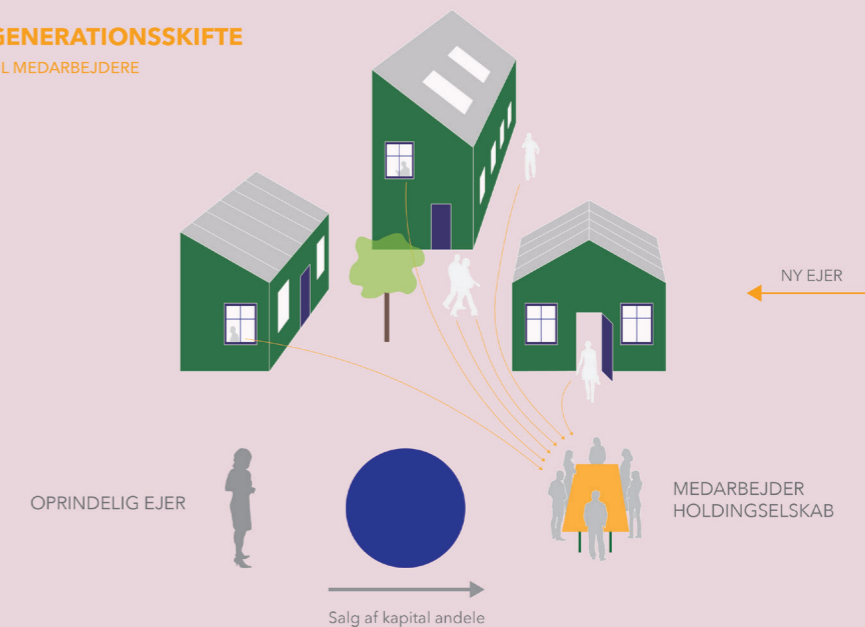 GENERATIONSSKIFTE
L MEDARBEJDERE
NY EJER
OPRINDELIG EJER
MEDARBEJDER
HOLDINGSELSKAB
Salg af kapital andele